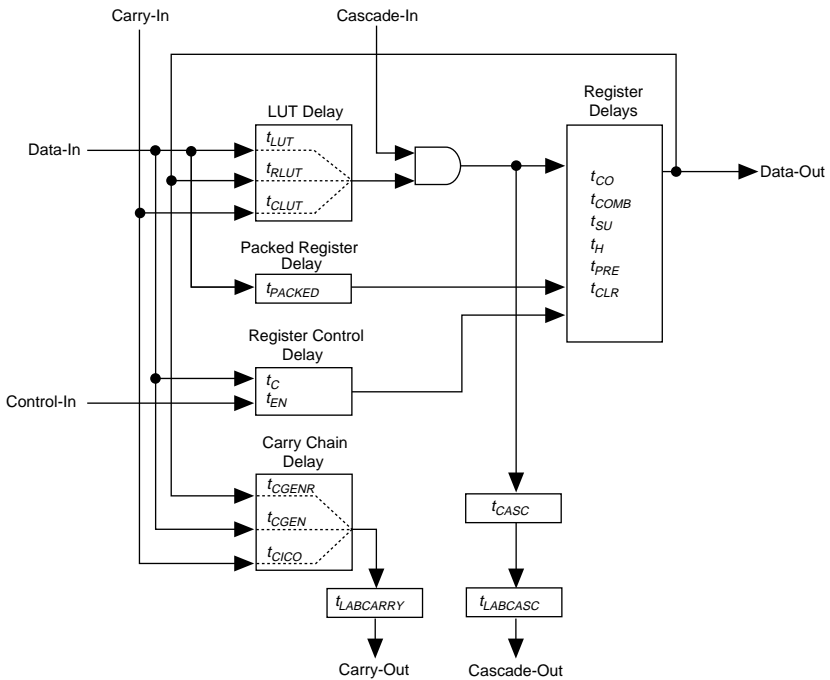 Carry-In
Cascade-In
LUT Delay
Register
Delays
Data-In
tLUT
tRLUT
tCLUT
tCO
tCOMB
tSU
tH
tPRE
tCLR
Data-Out
Packed Register
Delay
tPACKED
Register Control
Delay
tC
tEN
Control-In
Carry Chain
Delay
tCGENR
tCGEN
tCICO
tCASC
tLABCARRY
tLABCASC
Carry-Out
Cascade-Out